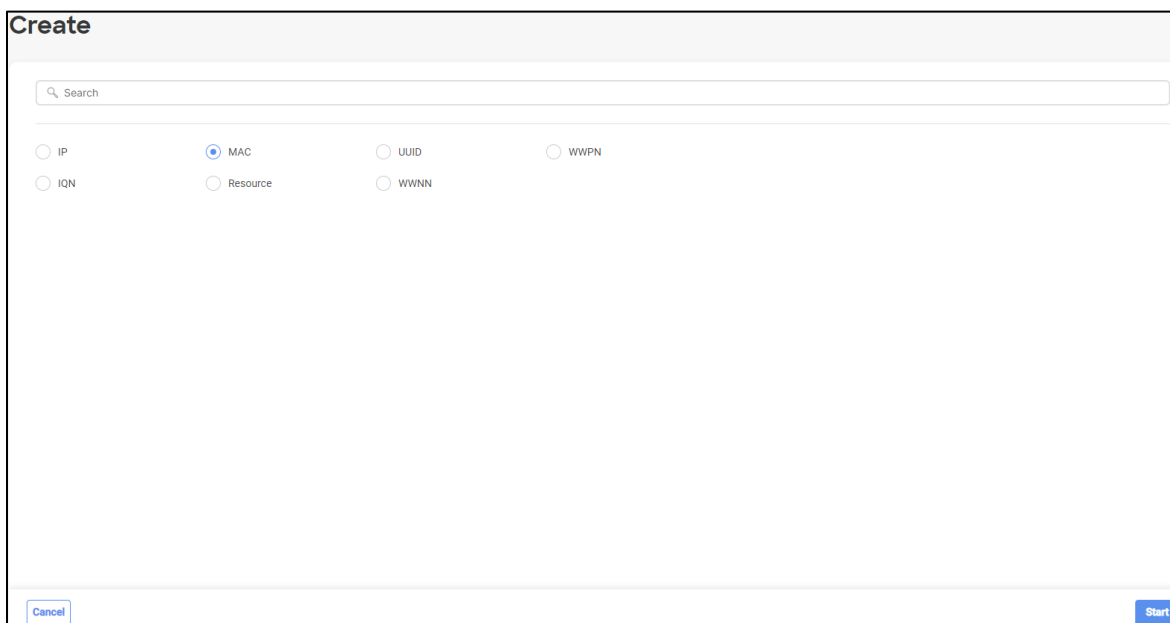 Create
Search
IP MAC UUID WWPN
IQN Resource WWNN
Cancel Start